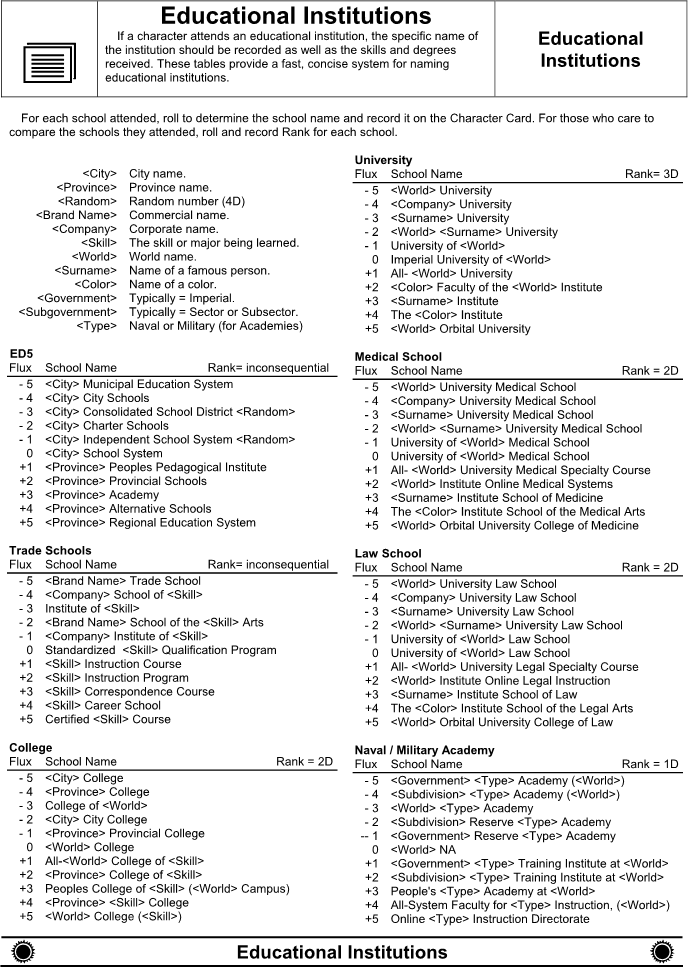 Educational Institutions
If a character attends an educational institution, the specific name of
the institution should be recorded as well as the skills and degrees
received. These tables provide a fast, concise system for naming
educational institutions.
Educational
Institutions
For each school attended, roll to determine the school name and record it on the Character Card. For those who care to
compare the schools they attended, roll and record Rank for each school.
<City> City name.
<Province> Province name.
<Random> Random number (4D)
<Brand Name> Commercial name.
<Company> Corporate name.
<Skill> The skill or major being learned.
<World> World name.
<Surname> Name of a famous person.
<Color> Name of a color.
<Government> Typically = Imperial.
<Subgovernment> Typically = Sector or Subsector.
<Type> Naval or Military (for Academies)
ED5
Flux School Name Rank= inconsequential
- 5 <City> Municipal Education System
- 4 <City> City Schools
- 3 <City> Consolidated School District <Random>
- 2 <City> Charter Schools
- 1 <City> Independent School System <Random>
0 <City> School System
+1 <Province> Peoples Pedagogical Institute
+2 <Province> Provincial Schools
+3 <Province> Academy
+4 <Province> Alternative Schools
+5 <Province> Regional Education System
Trade Schools
Flux School Name Rank= inconsequential
- 5 <Brand Name> Trade School
- 4 <Company> School of <Skill>
- 3 Institute of <Skill>
- 2 <Brand Name> School of the <Skill> Arts
- 1 <Company> Institute of <Skill>
0 Standardized <Skill> Qualification Program
+1 <Skill> Instruction Course
+2 <Skill> Instruction Program
+3 <Skill> Correspondence Course
+4 <Skill> Career School
+5 Certified <Skill> Course
College
Flux School Name Rank = 2D
- 5 <City> College
- 4 <Province> College
- 3 College of <World>
- 2 <City> City College
- 1 <Province> Provincial College
0 <World> College
+1 All-<World> College of <Skill>
+2 <Province> College of <Skill>
+3 Peoples College of <Skill> (<World> Campus)
+4 <Province> <Skill> College
+5 <World> College (<Skill>)
University
Flux School Name Rank= 3D
- 5 <World> University
- 4 <Company> University
- 3 <Surname> University
- 2 <World> <Surname> University
- 1 University of <World>
0 Imperial University of <World>
+1 All- <World> University
+2 <Color> Faculty of the <World> Institute
+3 <Surname> Institute
+4 The <Color> Institute
+5 <World> Orbital University
Medical School
Flux School Name Rank = 2D
- 5 <World> University Medical School
- 4 <Company> University Medical School
- 3 <Surname> University Medical School
- 2 <World> <Surname> University Medical School
- 1 University of <World> Medical School
0 University of <World> Medical School
+1 All- <World> University Medical Specialty Course
+2 <World> Institute Online Medical Systems
+3 <Surname> Institute School of Medicine
+4 The <Color> Institute School of the Medical Arts
+5 <World> Orbital University College of Medicine
Law School
Flux School Name Rank = 2D
- 5 <World> University Law School
- 4 <Company> University Law School
- 3 <Surname> University Law School
- 2 <World> <Surname> University Law School
- 1 University of <World> Law School
0 University of <World> Law School
+1 All- <World> University Legal Specialty Course
+2 <World> Institute Online Legal Instruction
+3 <Surname> Institute School of Law
+4 The <Color> Institute School of the Legal Arts
+5 <World> Orbital University College of Law
Naval / Military Academy
Flux School Name Rank = 1D
- 5 <Government> <Type> Academy (<World>)
- 4 <Subdivision> <Type> Academy (<World>)
- 3 <World> <Type> Academy
- 2 <Subdivision> Reserve <Type> Academy
-- 1 <Government> Reserve <Type> Academy
0 <World> NA
+1 <Government> <Type> Training Institute at <World>
+2 <Subdivision> <Type> Training Institute at <World>
+3 People's <Type> Academy at <World>
+4 All-System Faculty for <Type> Instruction, (<World>)
+5 Online <Type> Instruction Directorate
Educational Institutions